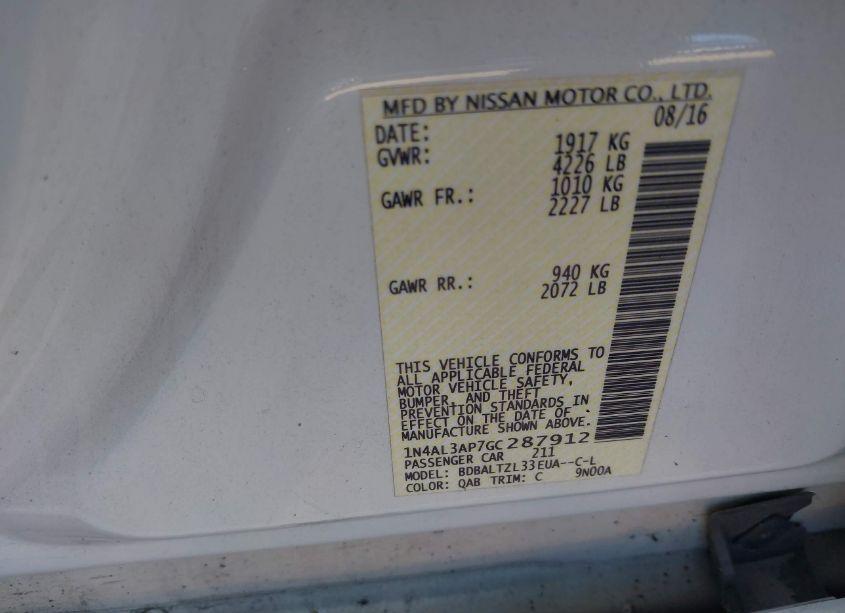 MFD BY NISSAN MOTOR CO., LTD.
DATE: 08/16
GVWR: 1917 KG
4226 LB
GAWR FR.: 1010 KG
2227 LB
GAWR RR.: 940 KG
2072 LB
THIS VEHICLE CONFORMS TO
ALL APPLICABLE FEDERAL
MOTOR VEHICLE SAFETY,
BUMPER, AND THEFT
PREVENTION STANDARDS IN
EFFECT ON THE DATE OF
MANUFACTURE SHOWN ABOVE.
1N4AL3AP7GC287912
PASSENGER CAR 211
MODEL: BDBALTZL33EUA--C-L
COLOR: QAB TRIM: C 9N00A